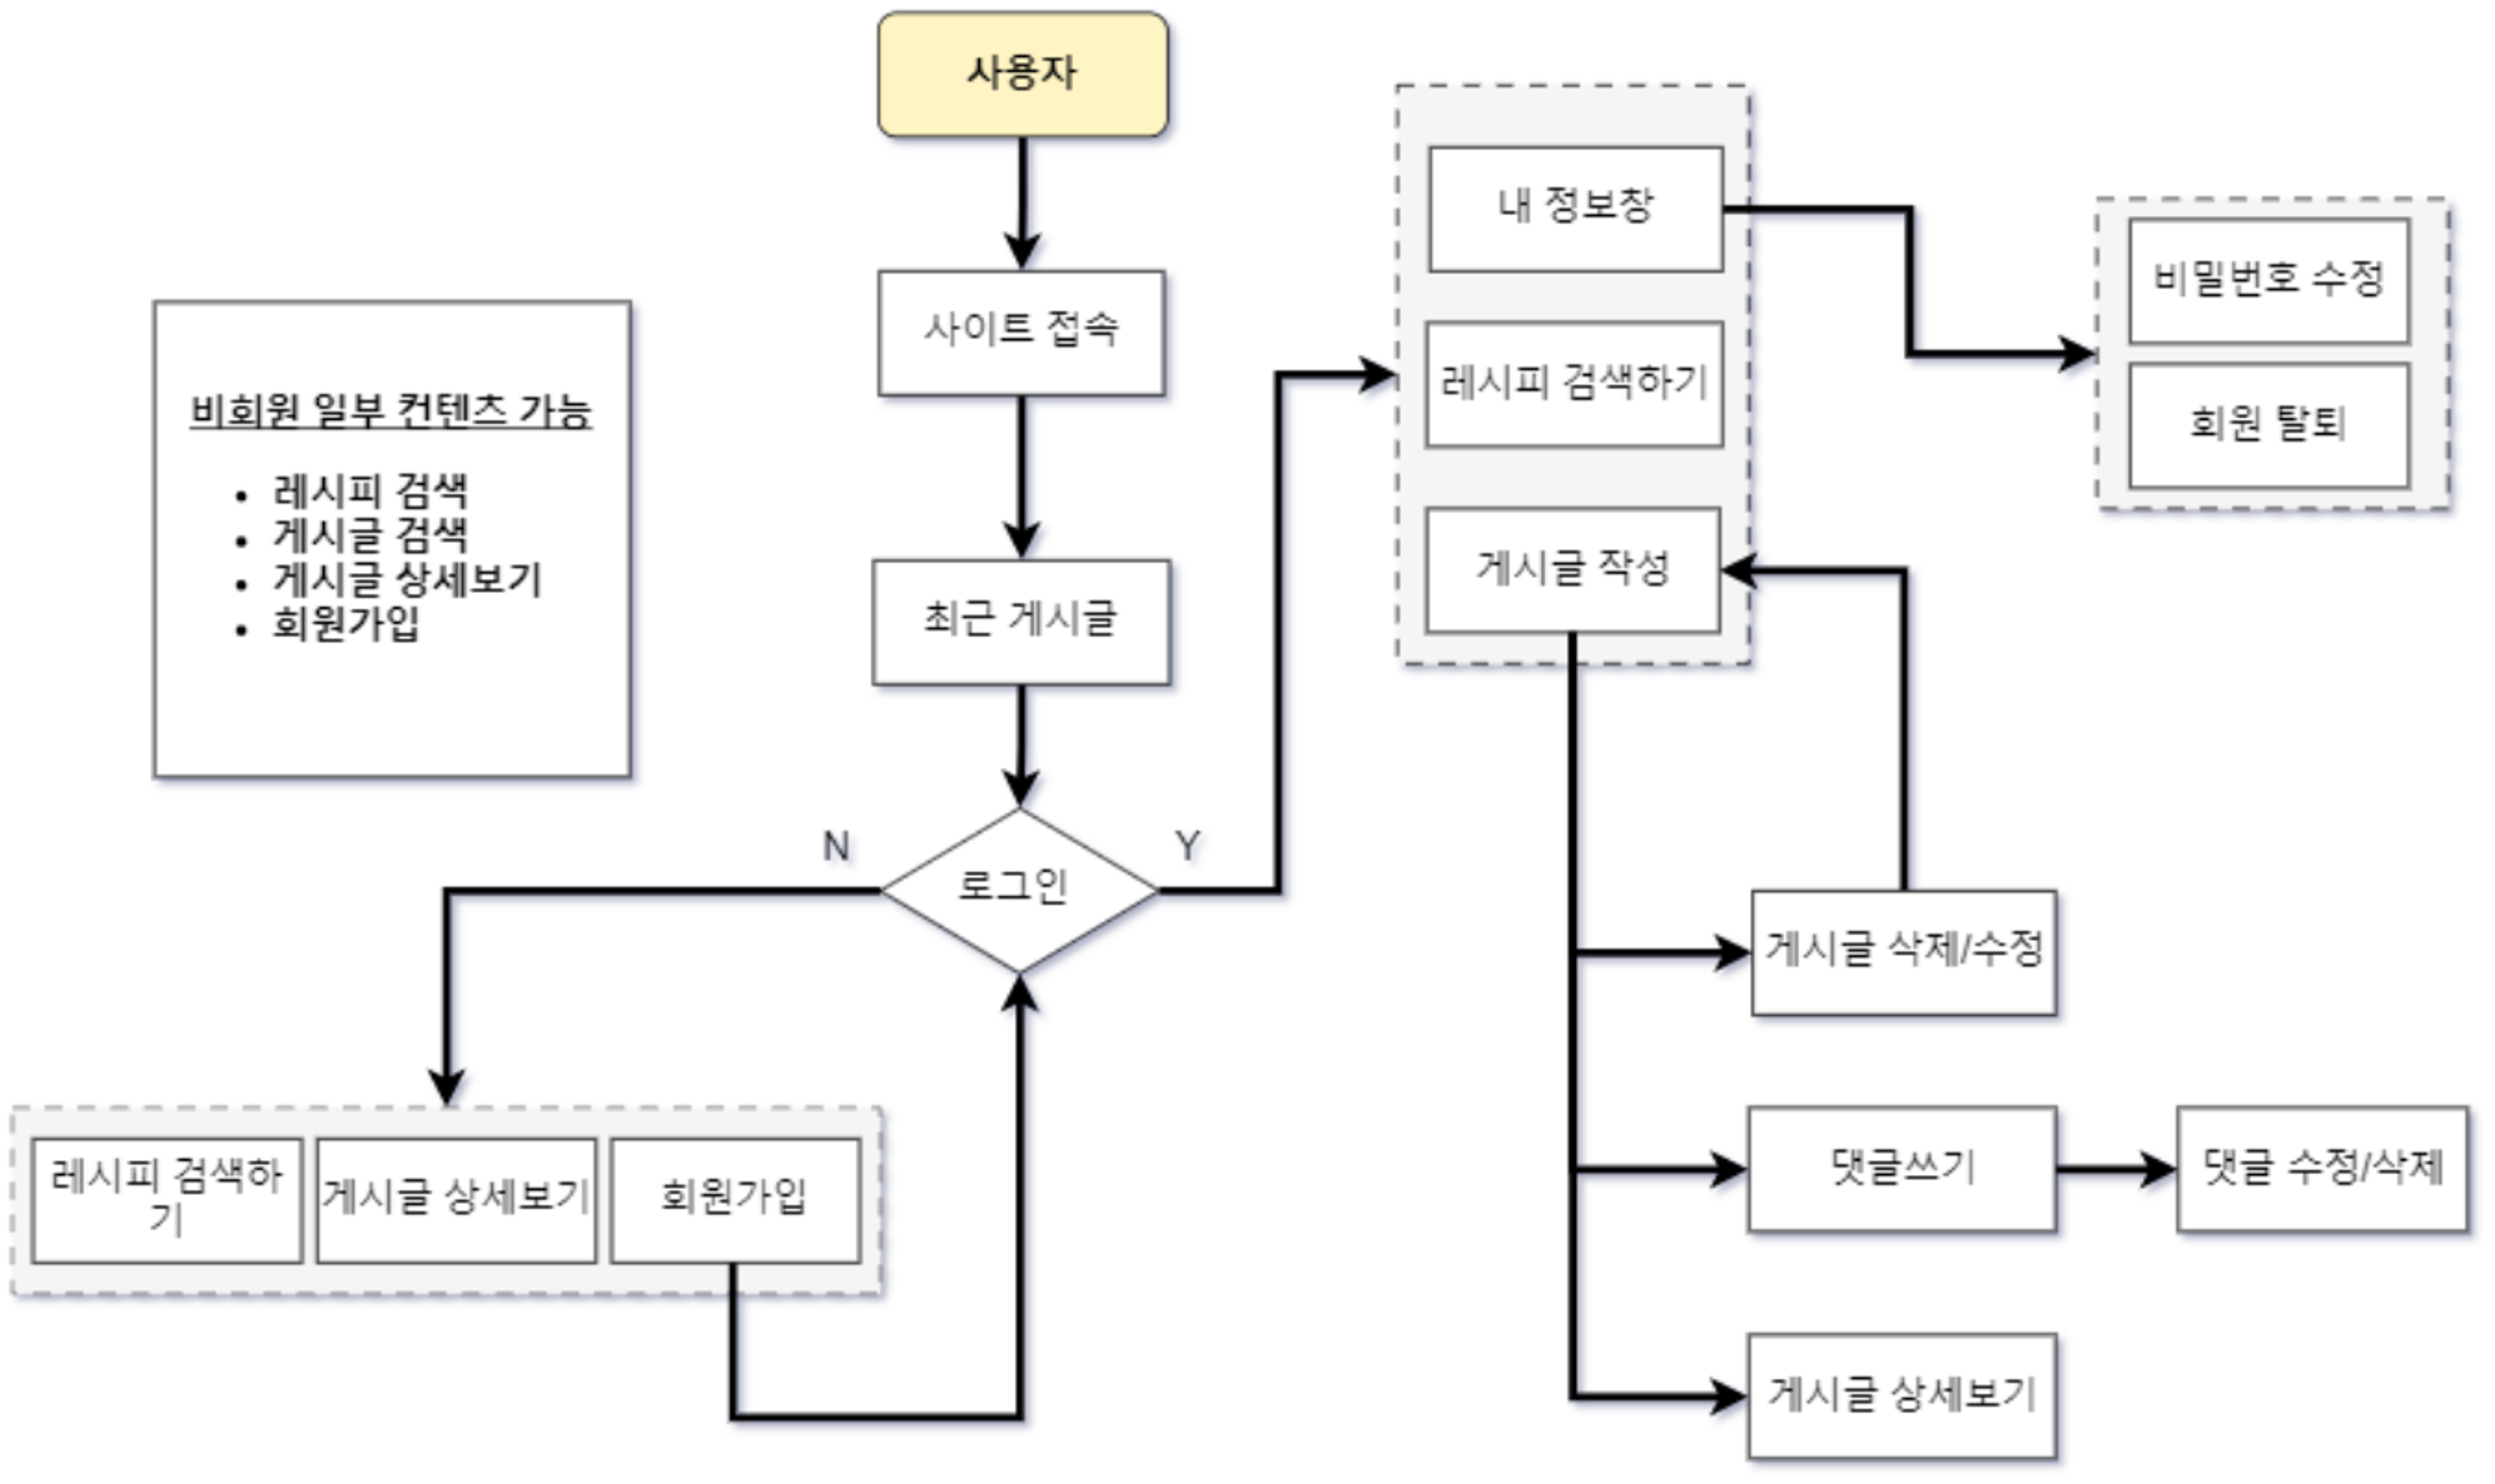 사용자
사이트 접속
최근 게시글
비회원 일부 컨텐츠 가능
• 레시피 검색
• 게시글 검색
• 게시글 상세보기
• 회원가입
로그인
N
Y
레시피 검색하
기
게시글 상세보기
회원가입
내 정보창
레시피 검색하기
게시글 작성
비밀번호 수정
회원 탈퇴
게시글 삭제/수정
댓글쓰기
댓글 수정/삭제
게시글 상세보기